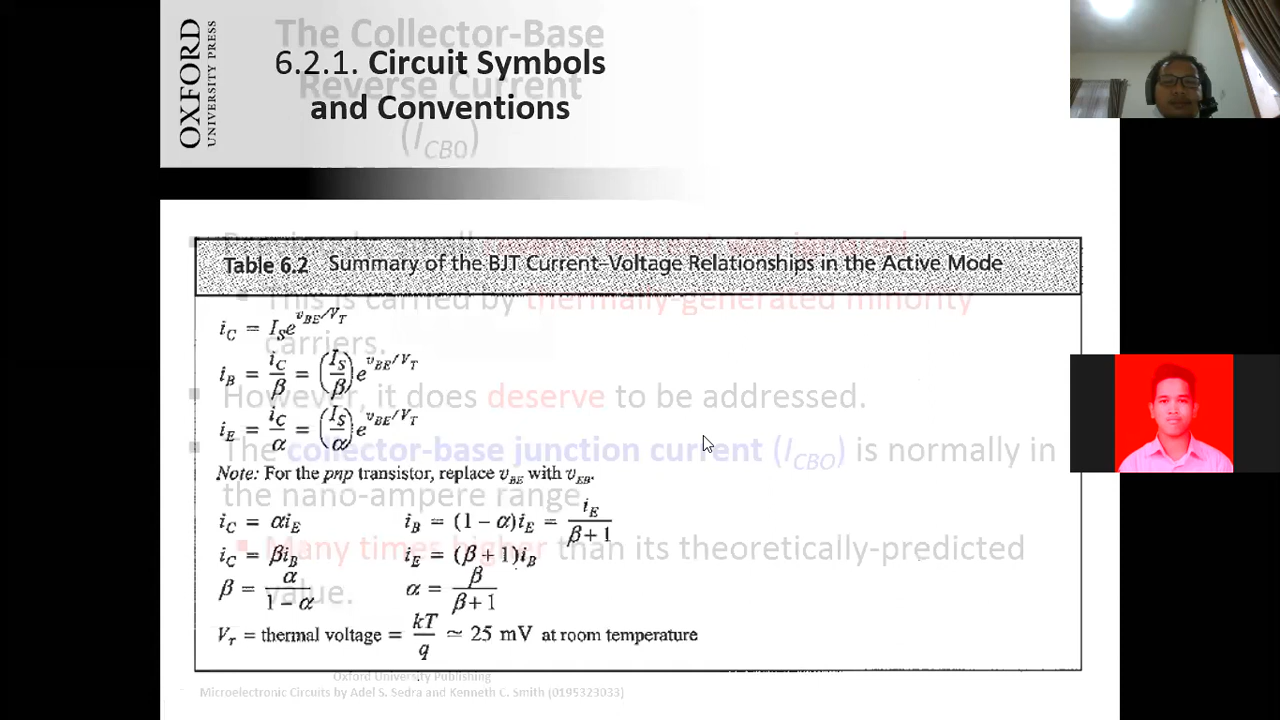 OXFORD
UNIVERSITY PRESS
The Collector-Base
Reverse Current
(I_CBO)
6.2.1. Circuit Symbols
and Conventions
Table 6.2 Summary of the BJT Current–Voltage Relationships in the Active Mode
i_C = I_S e^{v_BE/V_T}
i_B = i_C/β = (I_S/β) e^{v_BE/V_T}
i_E = i_C/α = (I_S/α) e^{v_BE/V_T}
Note: For the pnp transistor, replace v_BE with v_EB.
i_C = αi_E i_B = (1 − α)i_E = i_E/(β + 1)
i_C = βi_B i_E = (β + 1)i_B
β = α/(1 − α) α = β/(β + 1)
V_T = thermal voltage = kT/q ≃ 25 mV at room temperature
This is carried by thermally-generated minority
carriers.
However, it does deserve to be addressed.
The collector-base junction current (I_CBO) is normally in
the nano-ampere range.
Many times higher than its theoretically-predicted
value.
Oxford University Publishing
Microelectronic Circuits by Adel S. Sedra and Kenneth C. Smith (0195323033)